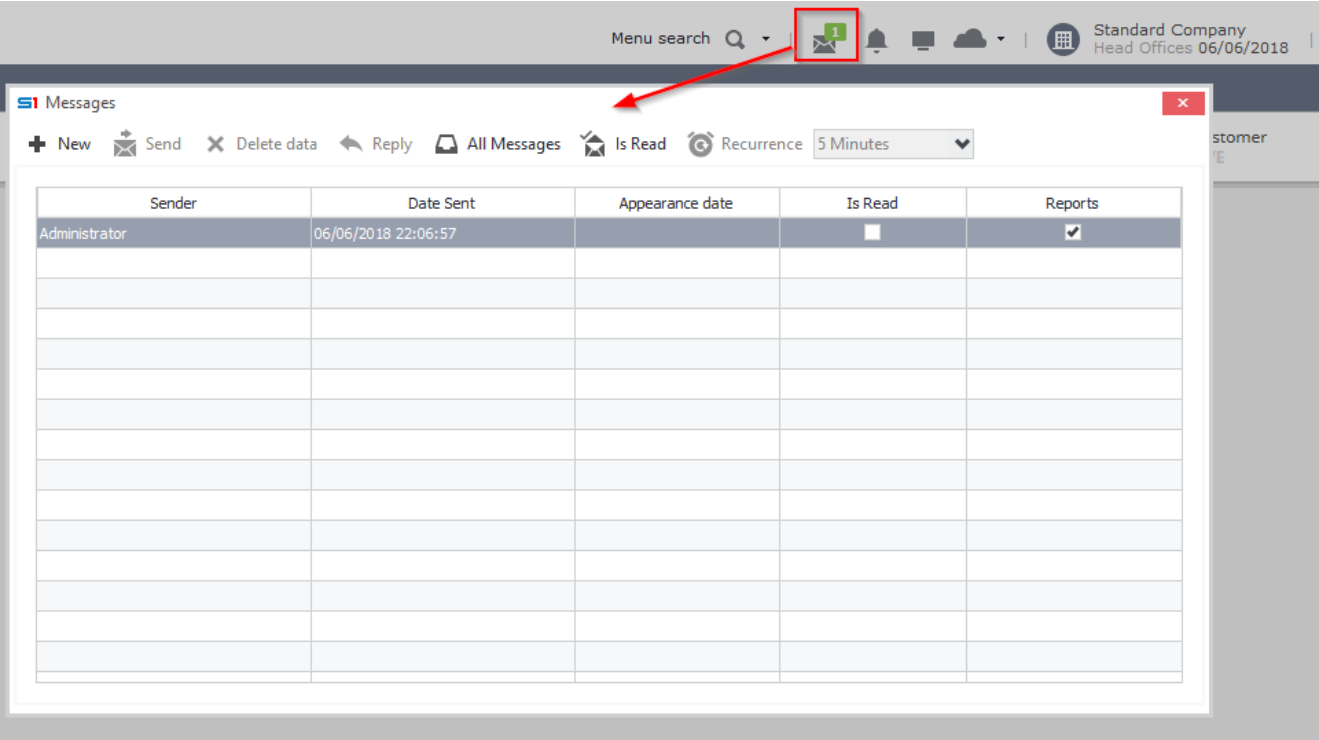 Menu search
1
Standard Company
Head Offices 06/06/2018
S1 Messages
New Send Delete data Reply All Messages Is Read Recurrence 5 Minutes
stomer
Sender Date Sent Appearance date Is Read Reports
Administrator 06/06/2018 22:06:57